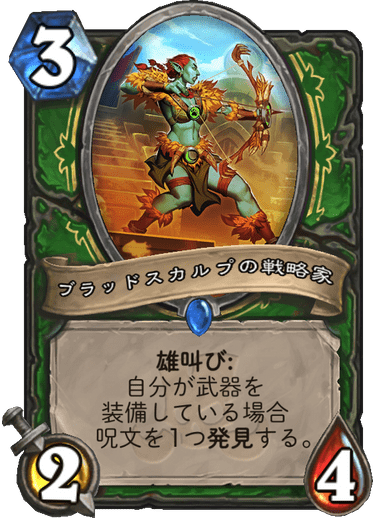 3
ブラッドスカルプの戦略家
雄叫び:
自分が武器を
装備している場合
呪文を1つ発見する。
2
4